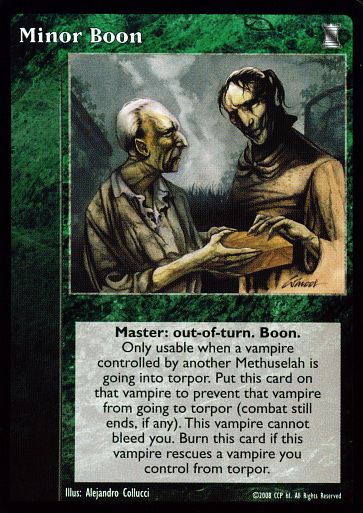 Minor Boon
Master: out-of-turn. Boon.
Only usable when a vampire
controlled by another Methuselah is
going into torpor. Put this card on
that vampire to prevent that vampire
from going to torpor (combat still
ends, if any). This vampire cannot
bleed you. Burn this card if this
vampire rescues a vampire you
control from torpor.
Illus: Alejandro Collucci ©2008 CCP hf. All Rights Reserved